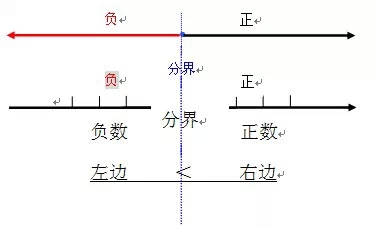 负 正
分界
负 正
负数 分界 正数
左边 < 右边